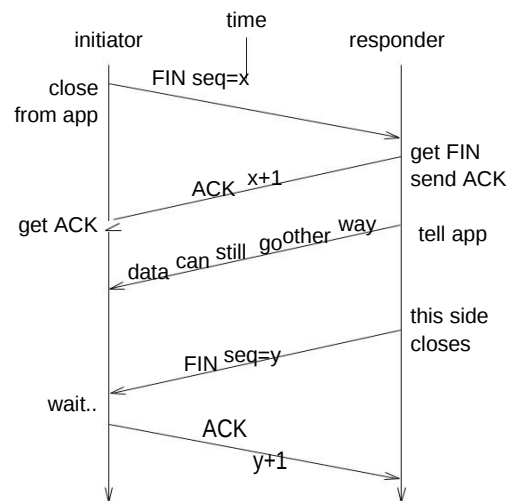 time
initiator
responder
FIN seq=x
close
from app
get FIN
send ACK
ACK x+1
get ACK
tell app
data can still go other way
this side
closes
FIN seq=y
wait..
ACK
y+1